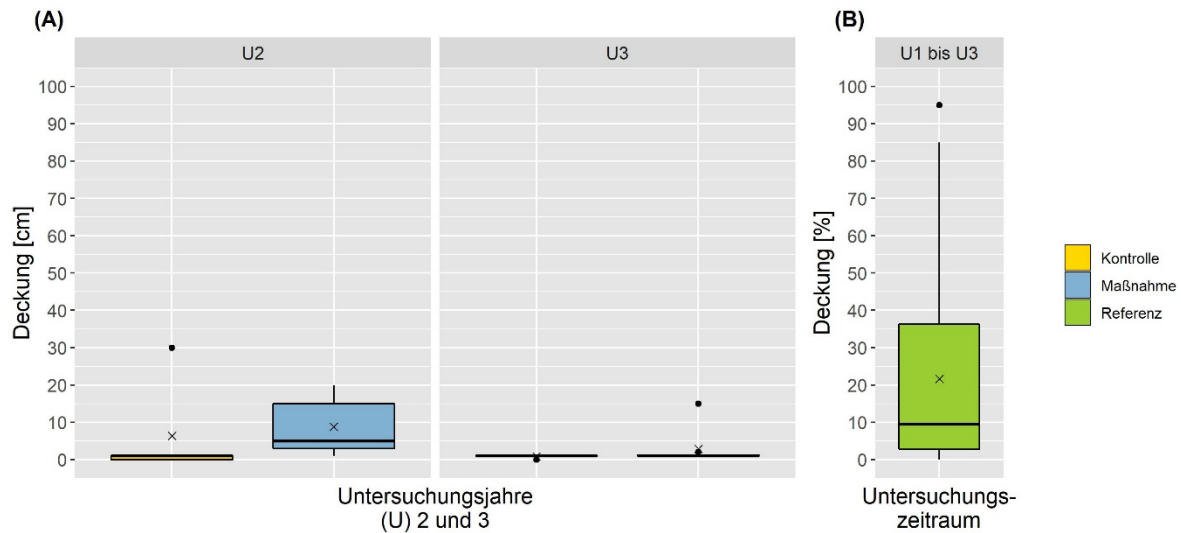 (A)
(B)
U2
U3
U1 bis U3
Deckung [cm]
100
90
80
70
60
50
40
30
20
10
0
Untersuchungsjahre
(U) 2 und 3
Deckung [%]
100
90
80
70
60
50
40
30
20
10
0
Untersuchungs-
zeitraum
Kontrolle
Maßnahme
Referenz